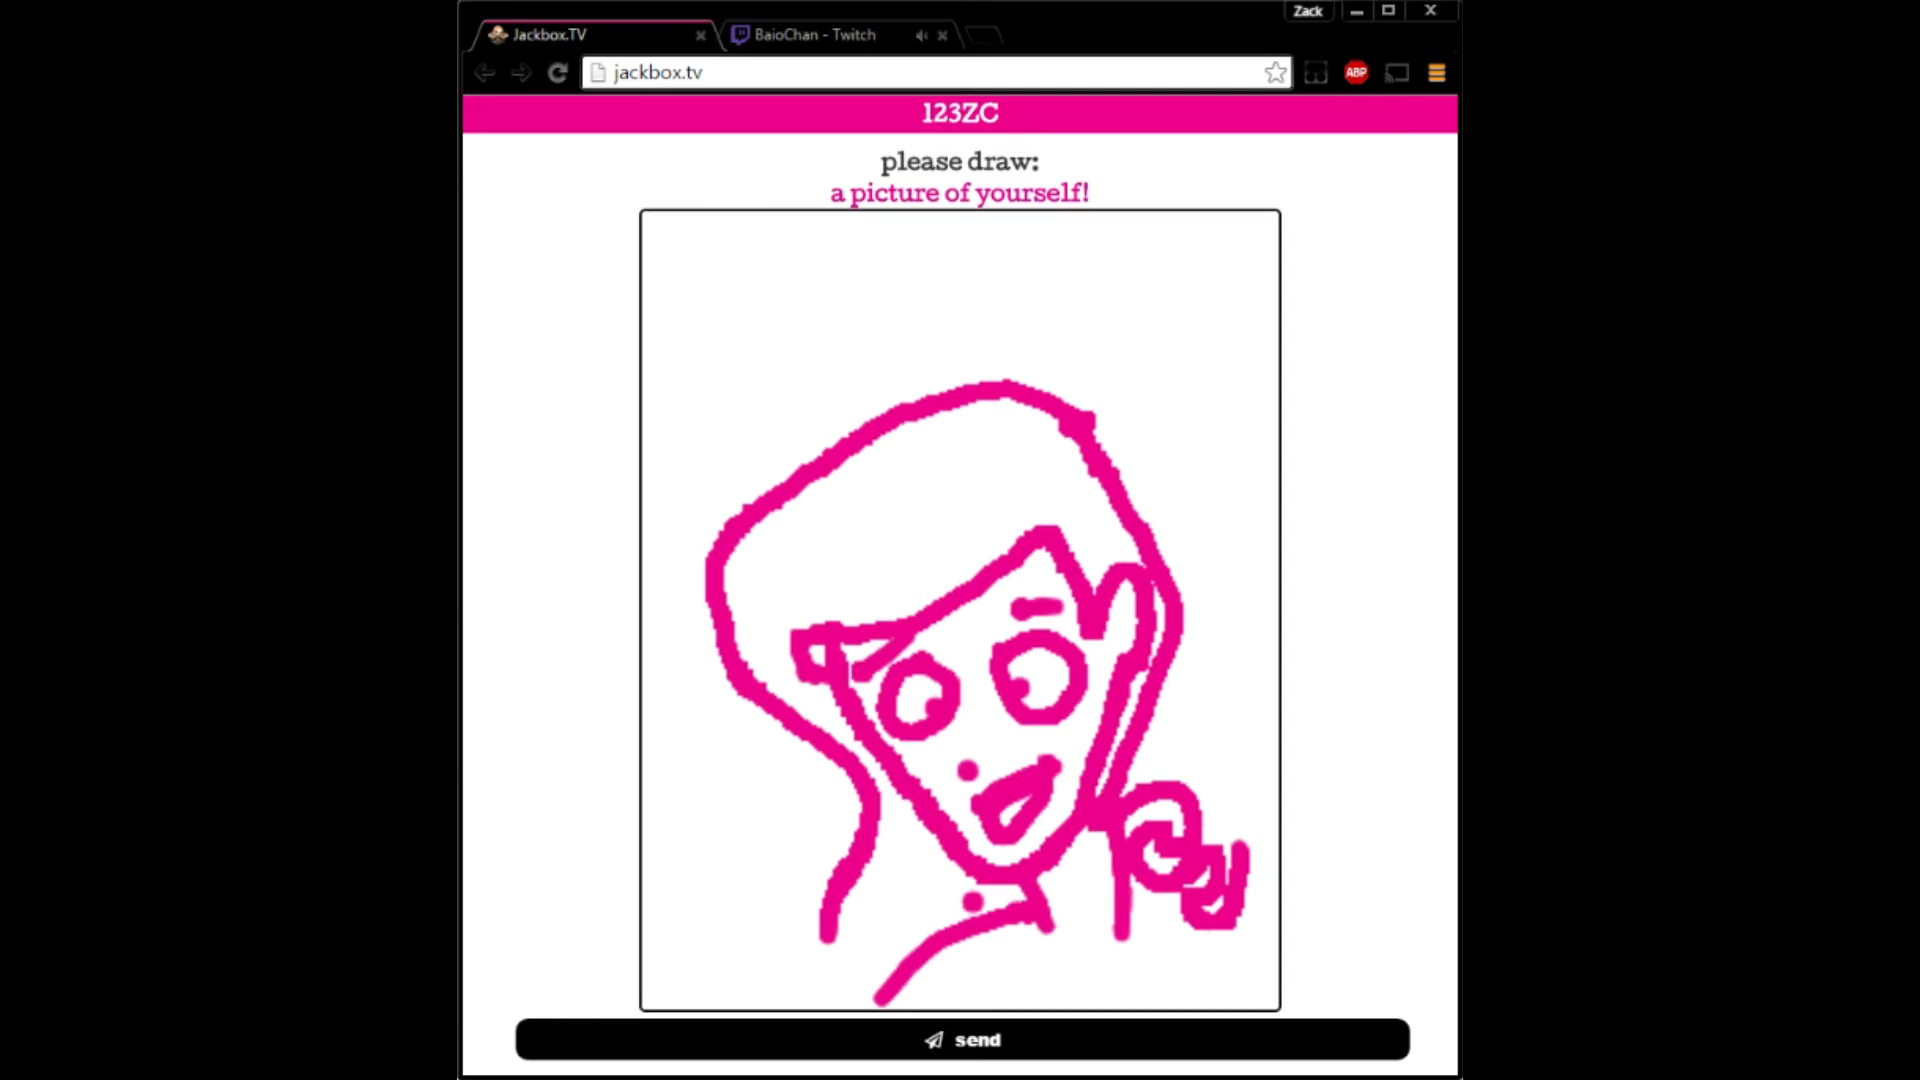 Zack
Jackbox.TV
BaioChan - Twitch
jackbox.tv
ABP
123ZC
please draw:
a picture of yourself!
send